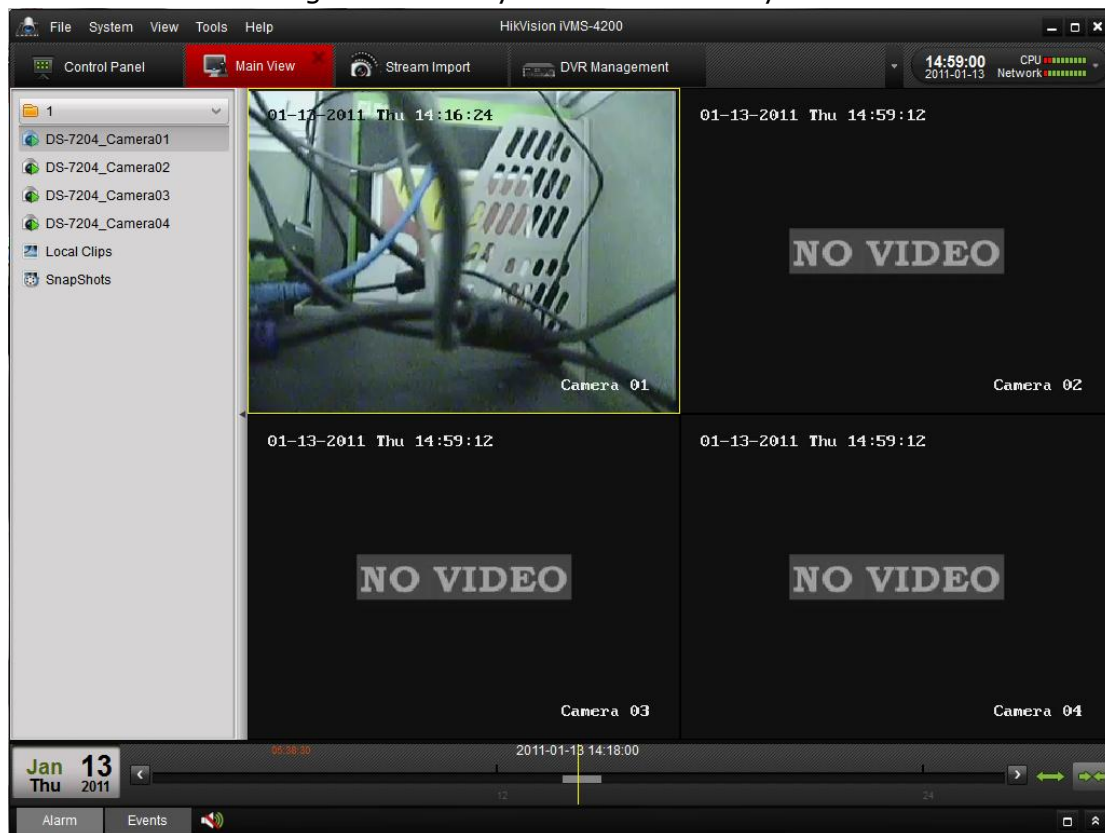 File System View Tools Help HikVision iVMS-4200
Control Panel Main View Stream Import DVR Management 14:59:00 2011-01-13 CPU Network
1
DS-7204_Camera01
DS-7204_Camera02
DS-7204_Camera03
DS-7204_Camera04
Local Clips
SnapShots
01-13-2011 Thu 14:16:24
Camera 01
01-13-2011 Thu 14:59:12
NO VIDEO
Camera 02
01-13-2011 Thu 14:59:12
NO VIDEO
Camera 03
01-13-2011 Thu 14:59:12
NO VIDEO
Camera 04
Jan 13
Thu 2011
05:38:30 2011-01-13 14:18:00
12 24
Alarm Events